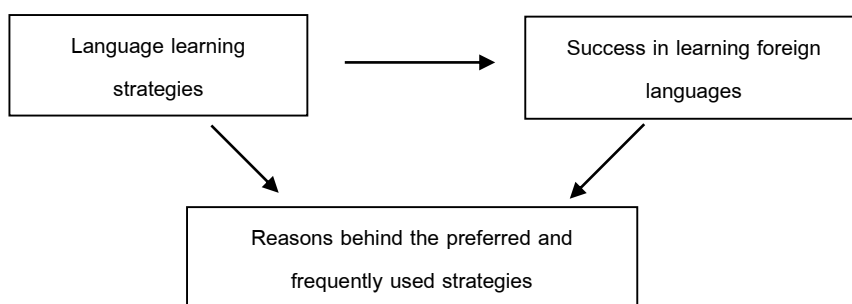 Language learning
strategies
Success in learning foreign
languages
Reasons behind the preferred and
frequently used strategies